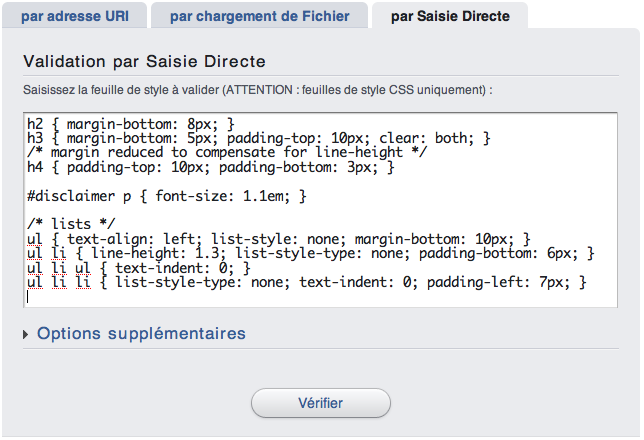 par adresse URI par chargement de Fichier par Saisie Directe
Validation par Saisie Directe
Saisissez la feuille de style à valider (ATTENTION : feuilles de style CSS uniquement) :
h2 { margin-bottom: 8px; }
h3 { margin-bottom: 5px; padding-top: 10px; clear: both; }
/* margin reduced to compensate for line-height */
h4 { padding-top: 10px; padding-bottom: 3px; }
#disclaimer p { font-size: 1.1em; }
/* lists */
ul { text-align: left; list-style: none; margin-bottom: 10px; }
ul li { line-height: 1.3; list-style-type: none; padding-bottom: 6px; }
ul li ul { text-indent: 0; }
ul li li { list-style-type: none; text-indent: 0; padding-left: 7px; }
Options supplémentaires
Vérifier